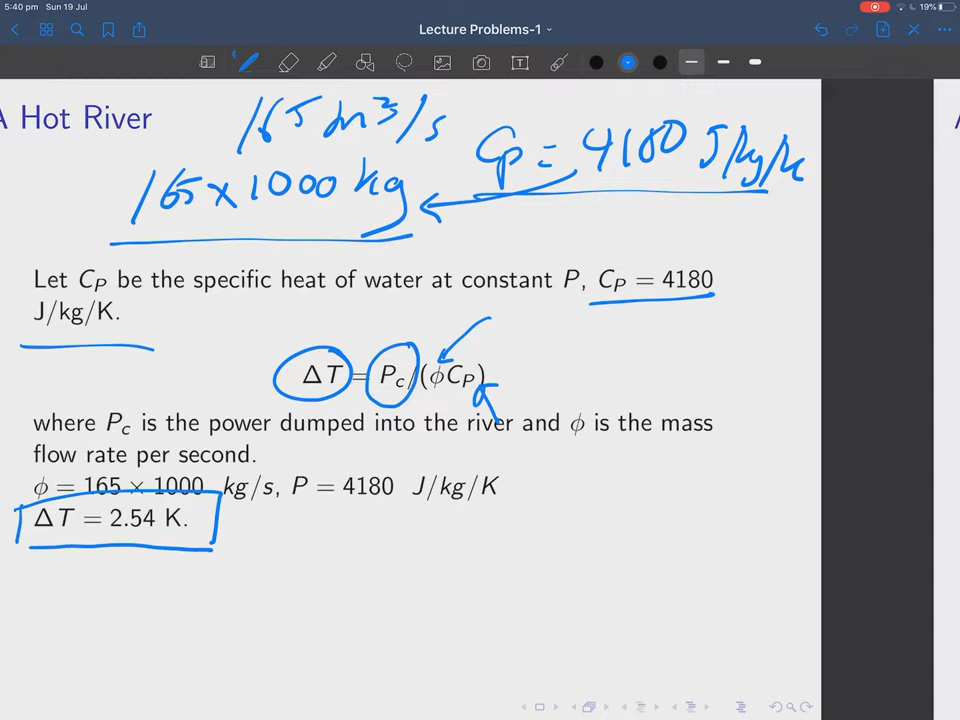 5:40 pm Sun 19 Jul
19%
Lecture Problems-1
A Hot River
165 m³/s
Cp = 4180 J/kg/K
165 × 1000 kg
Let C_P be the specific heat of water at constant P, C_P = 4180
J/kg/K.
ΔT = P_c/(ϕC_P)
where P_c is the power dumped into the river and ϕ is the mass
flow rate per second.
ϕ = 165 × 1000 kg/s, P = 4180 J/kg/K
ΔT = 2.54 K.